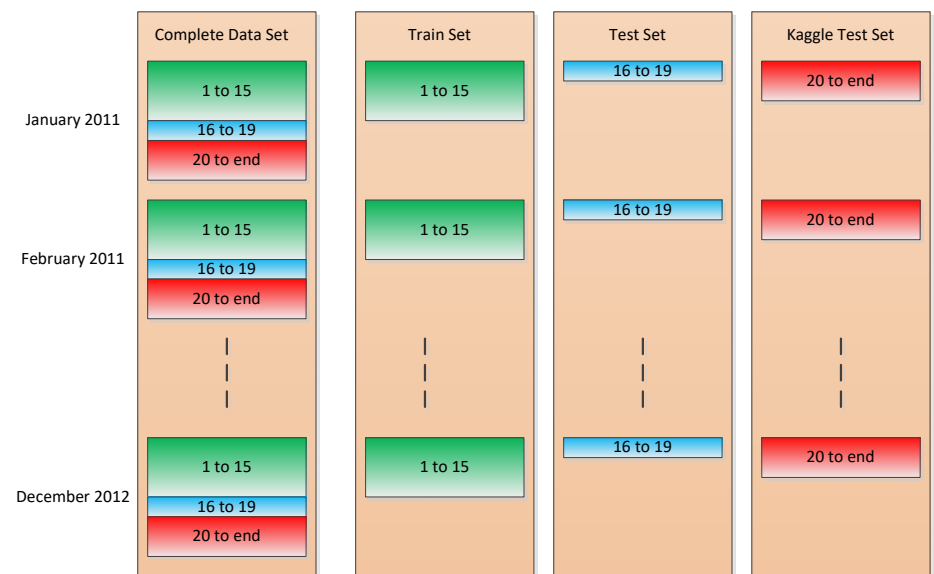 Complete Data Set
Train Set
Test Set
Kaggle Test Set
January 2011
1 to 15
16 to 19
20 to end
1 to 15
16 to 19
20 to end
February 2011
1 to 15
16 to 19
20 to end
1 to 15
16 to 19
20 to end
December 2012
1 to 15
16 to 19
20 to end
1 to 15
16 to 19
20 to end